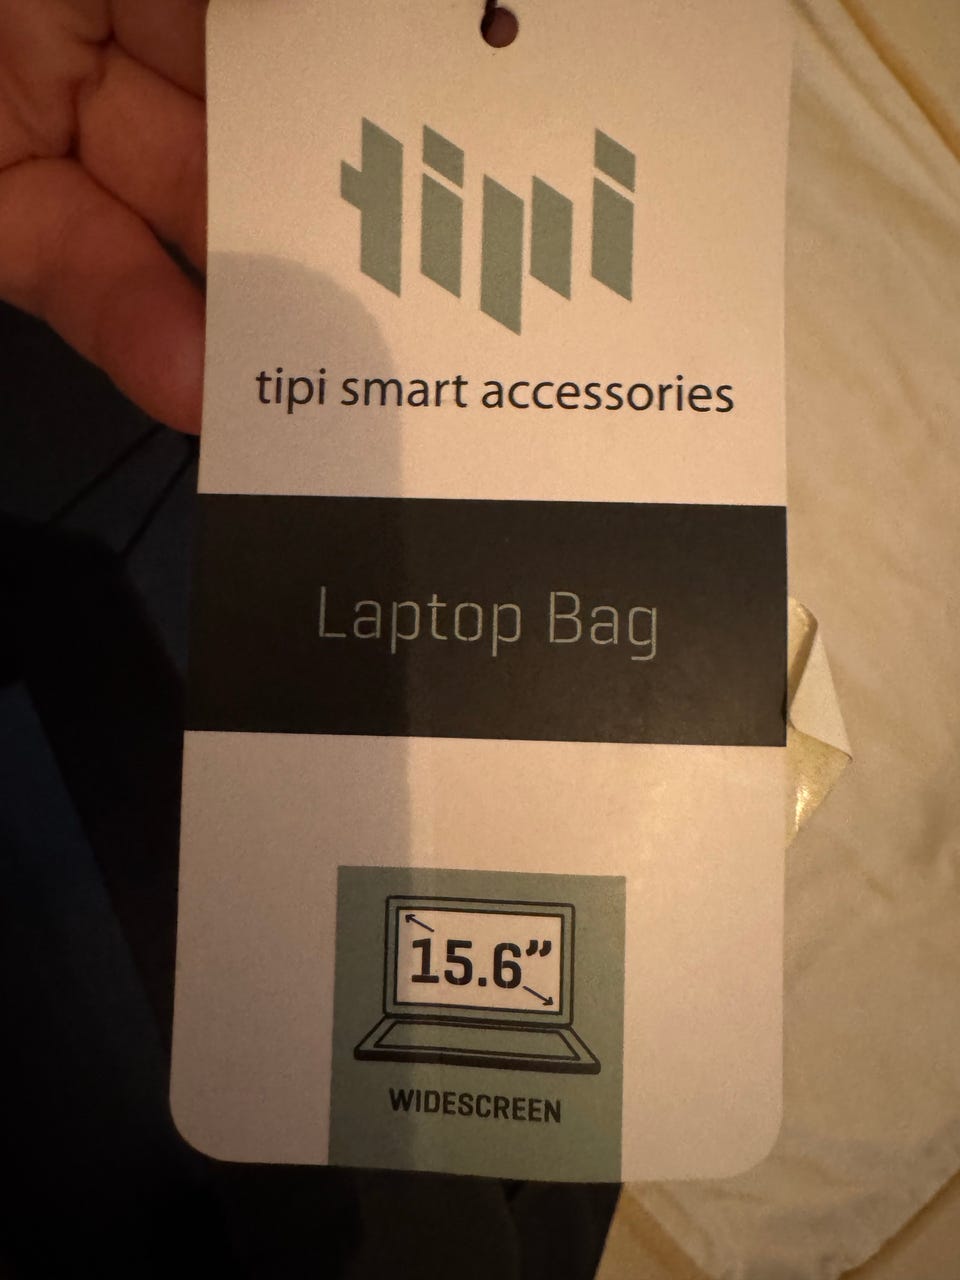 tipi
tipi smart accessories
Laptop Bag
15.6”
WIDESCREEN